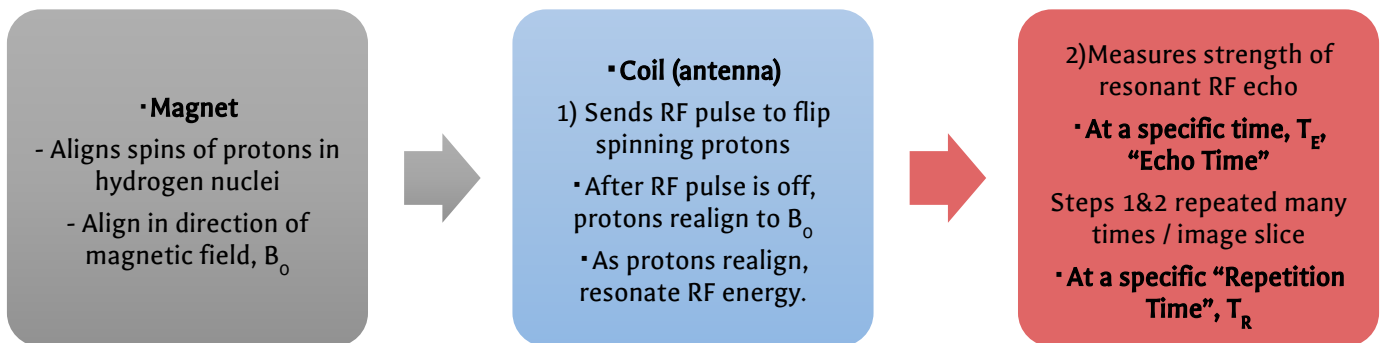 ▪Magnet
- Aligns spins of protons in
hydrogen nuclei
- Align in direction of
magnetic field, B₀
▪Coil (antenna)
1) Sends RF pulse to flip
spinning protons
▪After RF pulse is off,
protons realign to B₀
▪As protons realign,
resonate RF energy.
2)Measures strength of
resonant RF echo
▪At a specific time, T_E,
“Echo Time”
Steps 1&2 repeated many
times / image slice
▪At a specific “Repetition
Time”, T_R